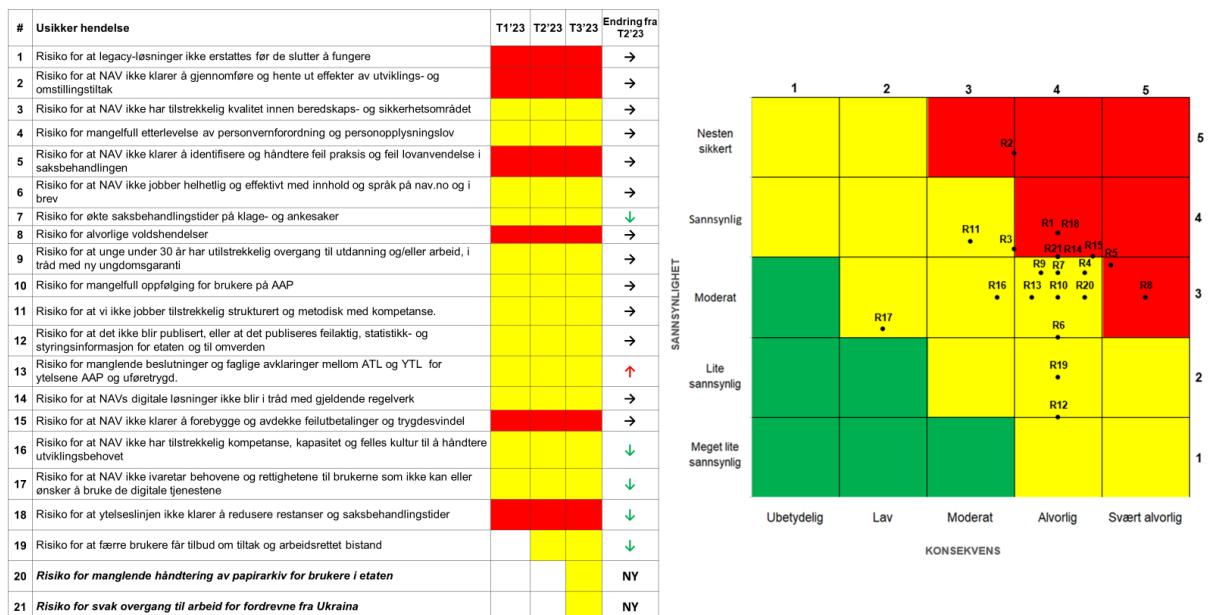 # Usikker hendelse T1'23 T2'23 T3'23 Endring fra
T2'23
1 Risiko for at legacy-løsninger ikke erstattes før de slutter å fungere →
2 Risiko for at NAV ikke klarer å gjennomføre og hente ut effekter av utviklings- og
omstillingstiltak →
3 Risiko for at NAV ikke har tilstrekkelig kvalitet innen beredskaps- og sikkerhetsområdet →
4 Risiko for mangelfull etterlevelse av personvernforordning og personopplysningslov →
5 Risiko for at NAV ikke klarer å identifisere og håndtere feil praksis og feil lovanvendelse i
saksbehandlingen →
6 Risiko for at NAV ikke jobber helhetlig og effektivt med innhold og språk på nav.no og i
brev →
7 Risiko for økte saksbehandlingstider på klage- og ankesaker ↓
8 Risiko for alvorlige voldshendelser →
9 Risiko for at unge under 30 år har utilstrekkelig overgang til utdanning og/eller arbeid, i
tråd med ny ungdomsgaranti →
10 Risiko for mangelfull oppfølging for brukere på AAP →
11 Risiko for at vi ikke jobber tilstrekkelig strukturert og metodisk med kompetanse. →
12 Risiko for at det ikke blir publisert, eller at det publiseres feilaktig, statistikk- og
styringsinformasjon for etaten og til omverden →
13 Risiko for manglende beslutninger og faglige avklaringer mellom ATL og YTL for
ytelsene AAP og uføretrygd. ↑
14 Risiko for at NAVs digitale løsninger ikke blir i tråd med gjeldende regelverk →
15 Risiko for at NAV ikke klarer å forebygge og avdekke feilutbetalinger og trygdesvindel →
16 Risiko for at NAV ikke har tilstrekkelig kompetanse, kapasitet og felles kultur til å håndtere
utviklingsbehovet ↓
17 Risiko for at NAV ikke ivaretar behovene og rettighetene til brukerne som ikke kan eller
ønsker å bruke de digitale tjenestene ↓
18 Risiko for at ytelseslinjen ikke klarer å redusere restanser og saksbehandlingstider ↓
19 Risiko for at færre brukere får tilbud om tiltak og arbeidsrettet bistand ↓
20 Risiko for manglende håndtering av papirarkiv for brukere i etaten NY
21 Risiko for svak overgang til arbeid for fordrevne fra Ukraina NY
1 2 3 4 5
Nesten
sikkert
R2
5
Sannsynlig
R1 R18
R11 R3
4
R21 R14 R15
R5
SANNSYNLIGHET
Moderat
R9 R7 R4
R16 R13 R10 R20 R8
3
R17
R6
Lite
sannsynlig
R19
2
R12
Meget lite
sannsynlig
1
Ubetydelig Lav Moderat Alvorlig Svært alvorlig
KONSEKVENS